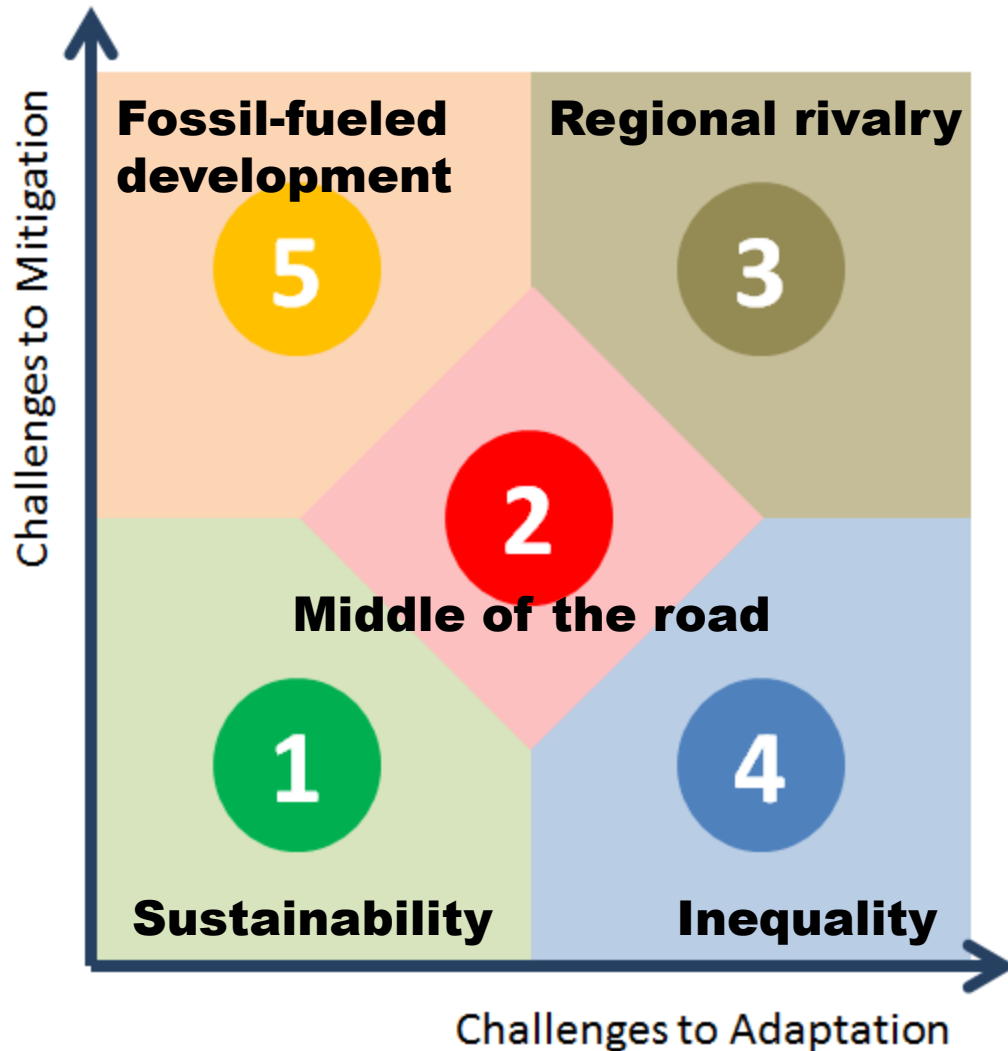 Challenges to Mitigation
Fossil-fueled
development
Regional rivalry
5
3
2
Middle of the road
1
4
Sustainability
Inequality
Challenges to Adaptation